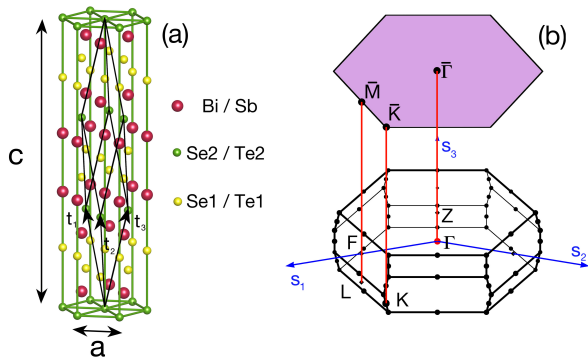 (a)
c
a
t₁
t₂
t₃
Bi / Sb
Se2 / Te2
Se1 / Te1
(b)
Γ̄
M̄
K̄
s₃
Z
Γ
F
s₁
s₂
L
K